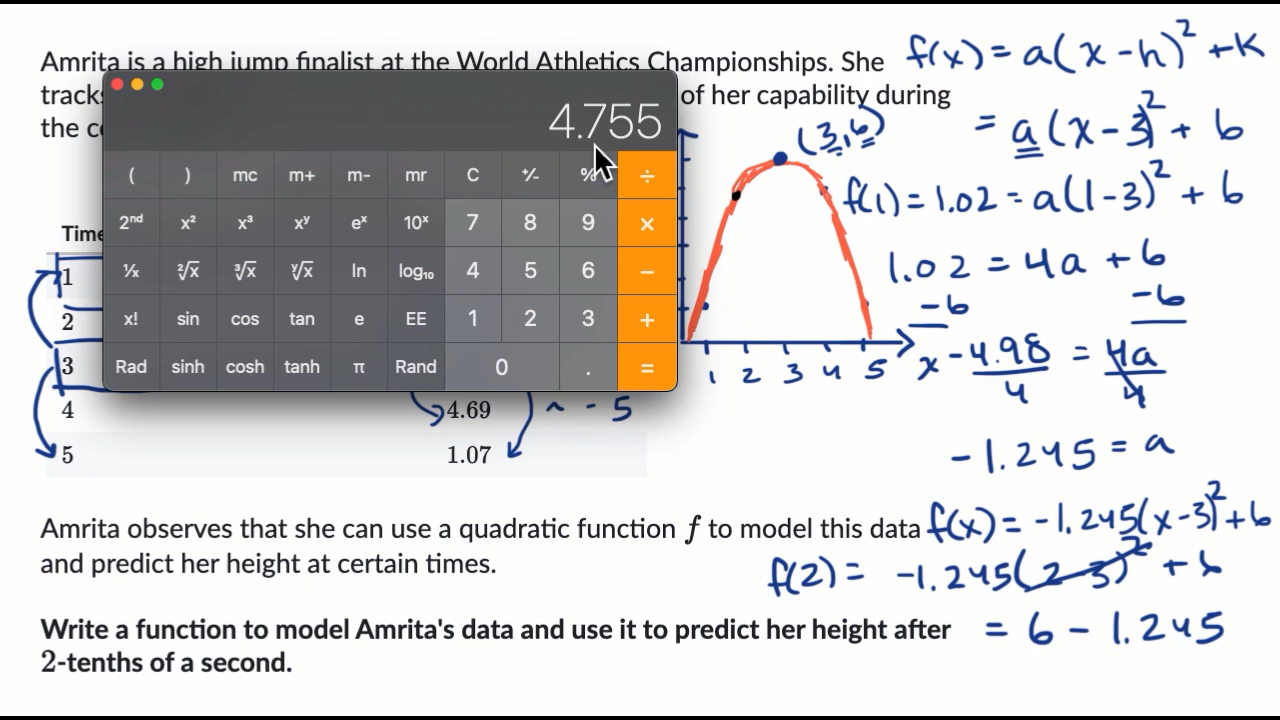 Amrita is a high jump finalist at the World Athletics Championships. She
track
of her capability during
the c
f(x) = a(x-h)² + k
= a(x-3)² + 6
f(1) = 1.02 = a(1-3)² + 6
1.02 = 4a + 6
-6 -6
-4.98 = 4a
4 4
-1.245 = a
f(x) = -1.245(x-3)² + 6
f(2) = -1.245(2-3)² + 6
= 6 - 1.245
(3,6)
1 2 3 4 5
x
4.755
( ) mc m+ m- mr C +/- % ÷
2nd x² x³ xʸ eˣ 10ˣ 7 8 9 ×
¹/x ²√x ³√x ʸ√x ln log₁₀ 4 5 6 −
x! sin cos tan e EE 1 2 3 +
Rad sinh cosh tanh π Rand 0 . =
Time
1
2
3
4 4.69
5 1.07
~ -5
Amrita observes that she can use a quadratic function f to model this data
and predict her height at certain times.
Write a function to model Amrita's data and use it to predict her height after
2-tenths of a second.